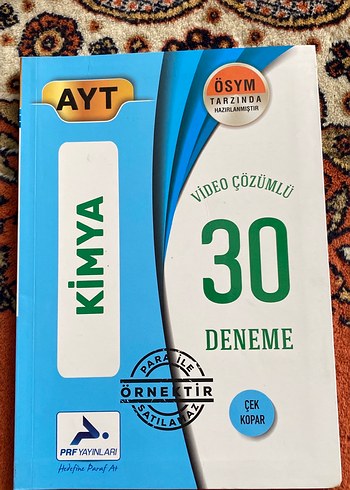 AYT
ÖSYM
TARZINDA
HAZIRLANMIŞTIR
KİMYA
VİDEO ÇÖZÜMLÜ
30
DENEME
PARA İLE
ÖRNEKTİR
SATILAMAZ
ÇEK
KOPAR
PRF YAYINLARI
Hedefine Paraf At